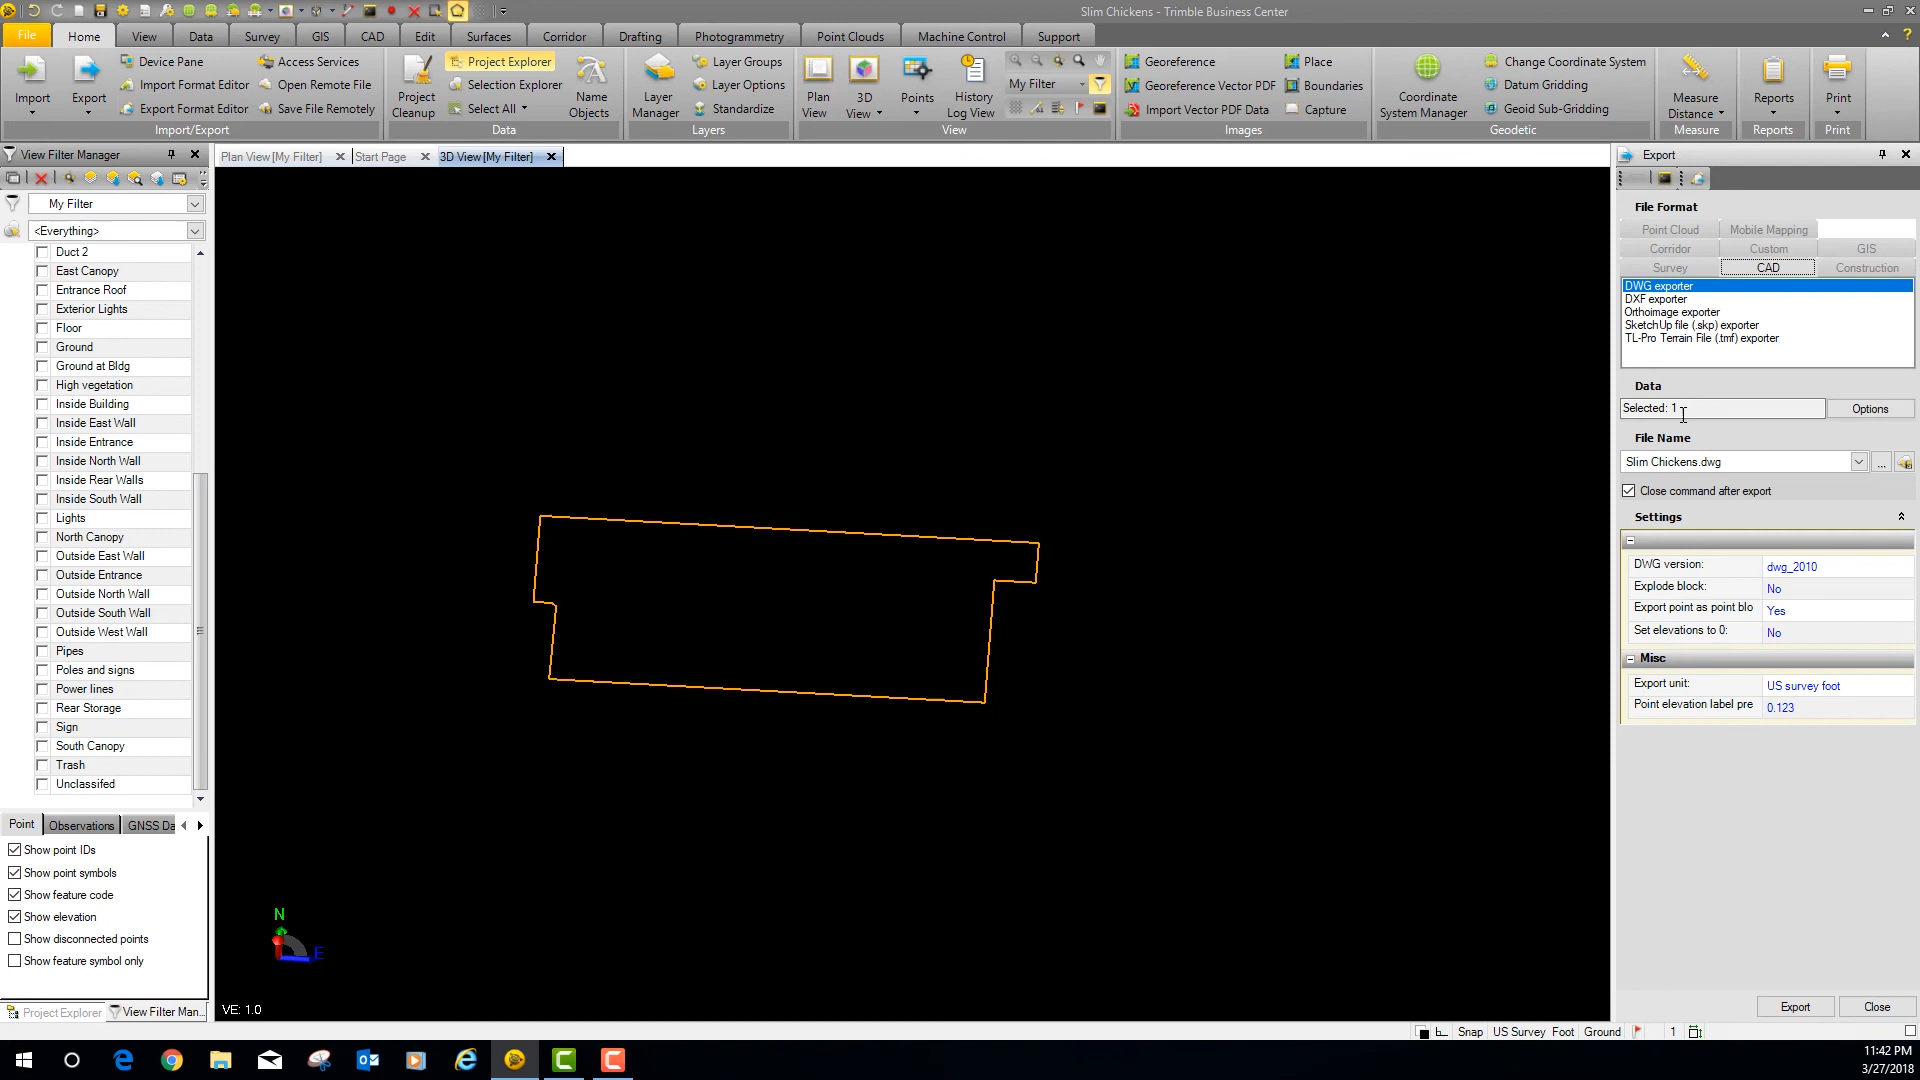 Slim Chickens - Trimble Business Center
File Home View Data Survey GIS CAD Edit Surfaces Corridor Drafting Photogrammetry Point Clouds Machine Control Support
Import
Export
Device Pane
Import Format Editor
Export Format Editor
Access Services
Open Remote File
Save File Remotely
Import/Export
Project Cleanup
Project Explorer
Selection Explorer
Select All
Name Objects
Data
Layer Manager
Layer Groups
Layer Options
Standardize
Layers
Plan View
3D View
Points
History Log View
My Filter
View
Georeference
Georeference Vector PDF
Import Vector PDF Data
Place
Boundaries
Capture
Images
Coordinate System Manager
Change Coordinate System
Datum Gridding
Geoid Sub-Gridding
Geodetic
Measure Distance
Measure
Reports
Reports
Print
Print
View Filter Manager
My Filter
<Everything>
Duct 2
East Canopy
Entrance Roof
Exterior Lights
Floor
Ground
Ground at Bldg
High vegetation
Inside Building
Inside East Wall
Inside Entrance
Inside North Wall
Inside Rear Walls
Inside South Wall
Lights
North Canopy
Outside East Wall
Outside Entrance
Outside North Wall
Outside South Wall
Outside West Wall
Pipes
Poles and signs
Power lines
Rear Storage
Sign
South Canopy
Trash
Unclassifed
Point Observations GNSS Da
Show point IDs
Show point symbols
Show feature code
Show elevation
Show disconnected points
Show feature symbol only
Project Explorer View Filter Man...
Plan View [My Filter] Start Page 3D View [My Filter]
N
E
VE: 1.0
Export
File Format
Point Cloud Mobile Mapping
Corridor Custom GIS
Survey CAD Construction
DWG exporter
DXF exporter
Orthoimage exporter
SketchUp file (.skp) exporter
TL-Pro Terrain File (.tmf) exporter
Data
Selected: 1 Options
File Name
Slim Chickens.dwg ...
Close command after export
Settings
DWG version: dwg_2010
Explode block: No
Export point as point blo Yes
Set elevations to 0: No
Misc
Export unit: US survey foot
Point elevation label pre 0.123
Export Close
Snap US Survey Foot Ground 1
11:42 PM
3/27/2018